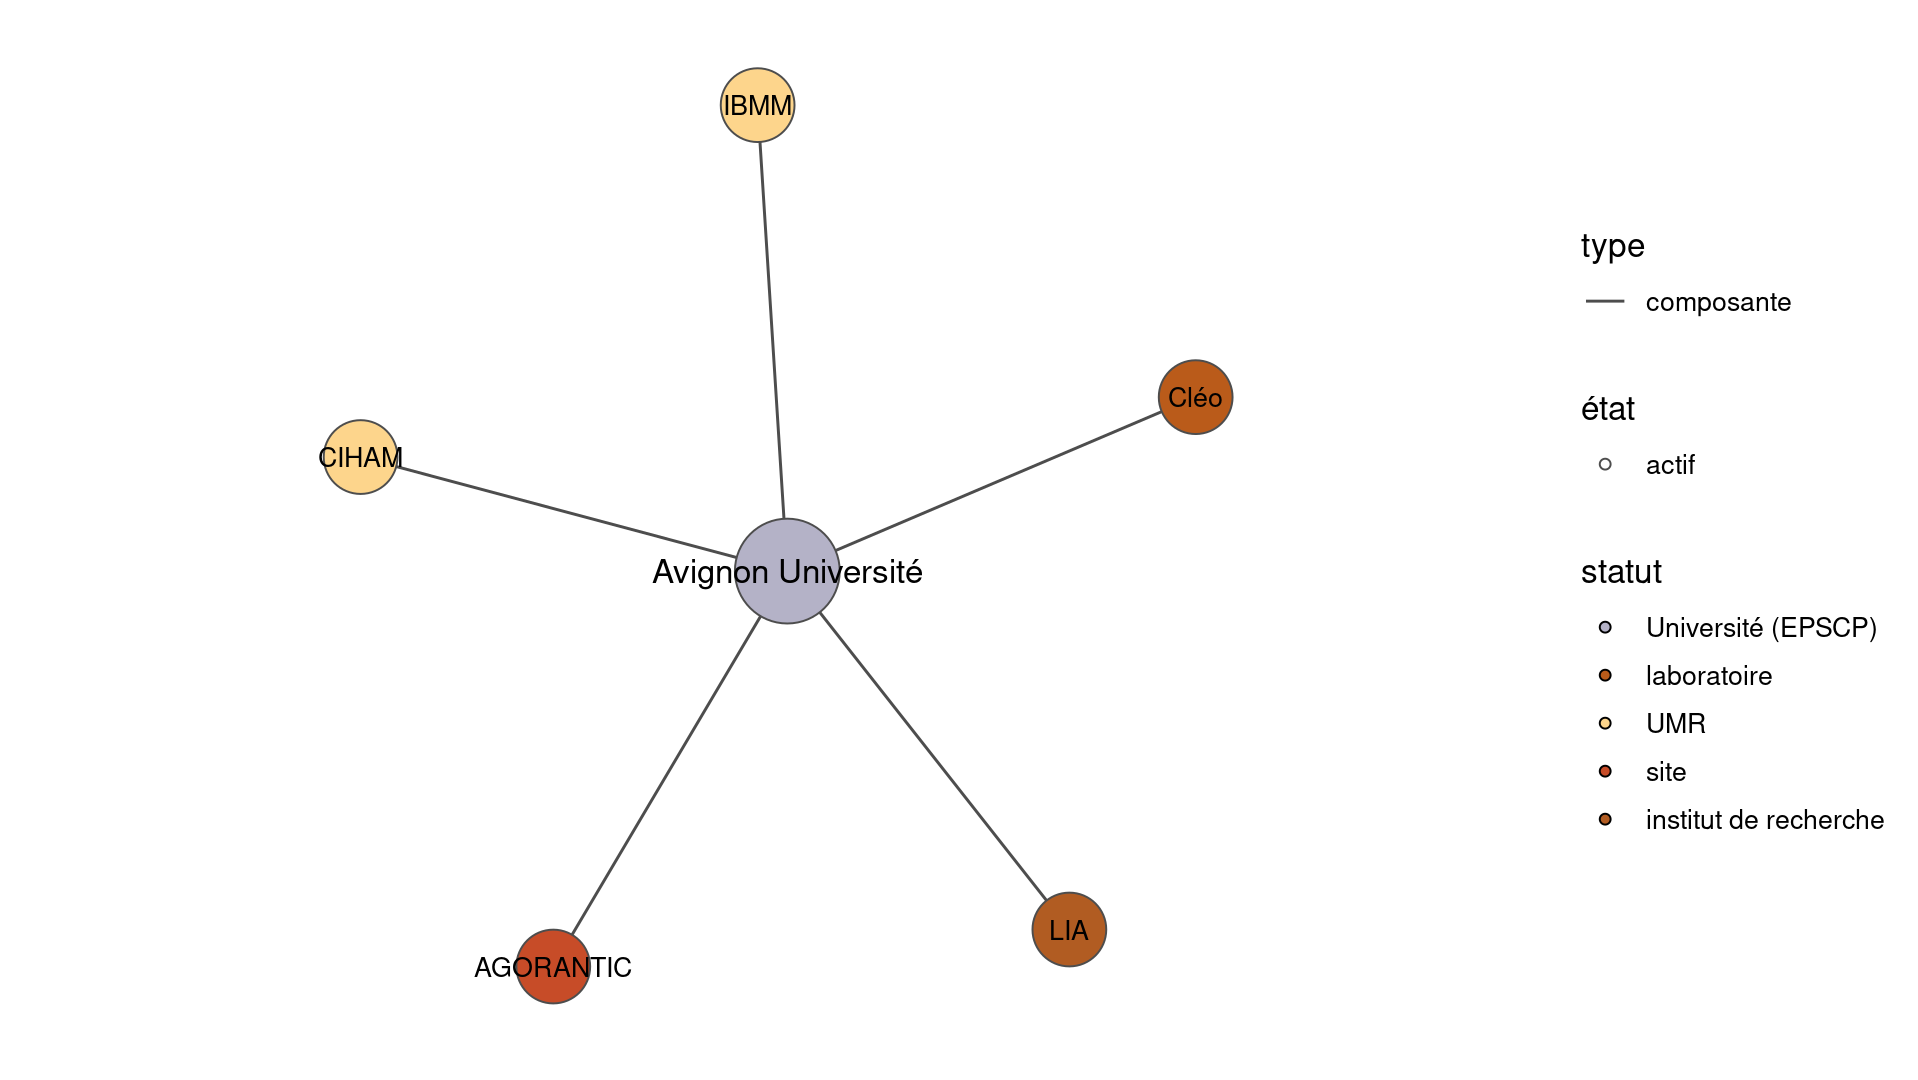 IBMM
Cléo
CIHAM
Avignon Université
LIA
AGORANTIC
type
composante
état
actif
statut
Université (EPSCP)
laboratoire
UMR
site
institut de recherche